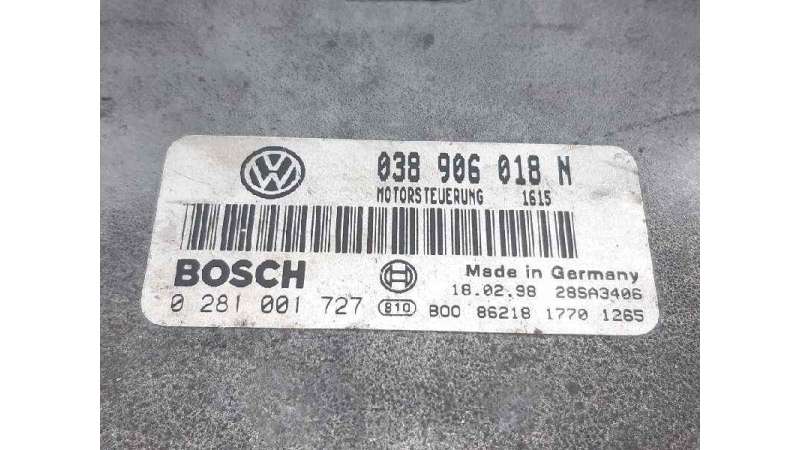 038 906 018 N
MOTORSTEUERUNG 1615
BOSCH
Made in Germany
18.02.98 28SA3406
0 281 001 727 810 B00 86218 1770 1265